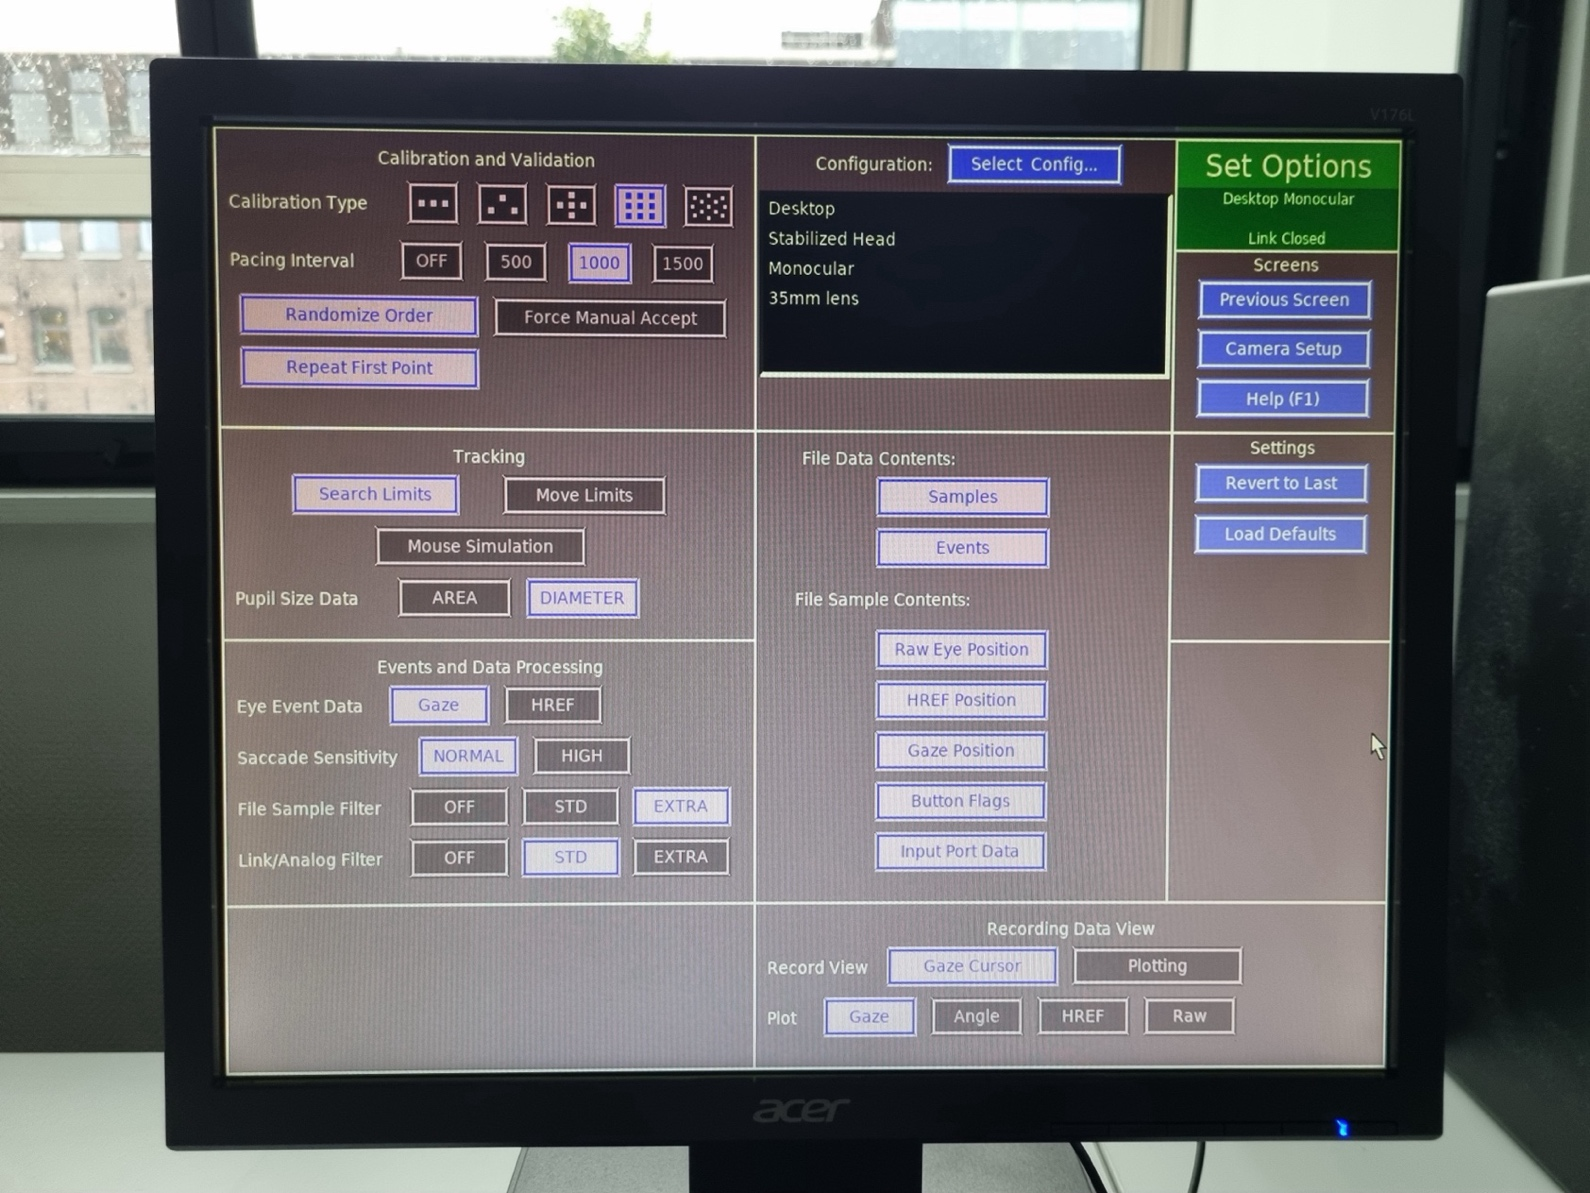 V176L
Calibration and Validation
Calibration Type
Pacing Interval OFF 500 1000 1500
Randomize Order Force Manual Accept
Repeat First Point
Configuration: Select Config...
Desktop
Stabilized Head
Monocular
35mm lens
Set Options
Desktop Monocular
Link Closed
Screens
Previous Screen
Camera Setup
Help (F1)
Tracking
Search Limits Move Limits
Mouse Simulation
Pupil Size Data AREA DIAMETER
File Data Contents:
Samples
Events
File Sample Contents:
Raw Eye Position
HREF Position
Gaze Position
Button Flags
Input Port Data
Settings
Revert to Last
Load Defaults
Events and Data Processing
Eye Event Data Gaze HREF
Saccade Sensitivity NORMAL HIGH
File Sample Filter OFF STD EXTRA
Link/Analog Filter OFF STD EXTRA
Recording Data View
Record View Gaze Cursor Plotting
Plot Gaze Angle HREF Raw
acer